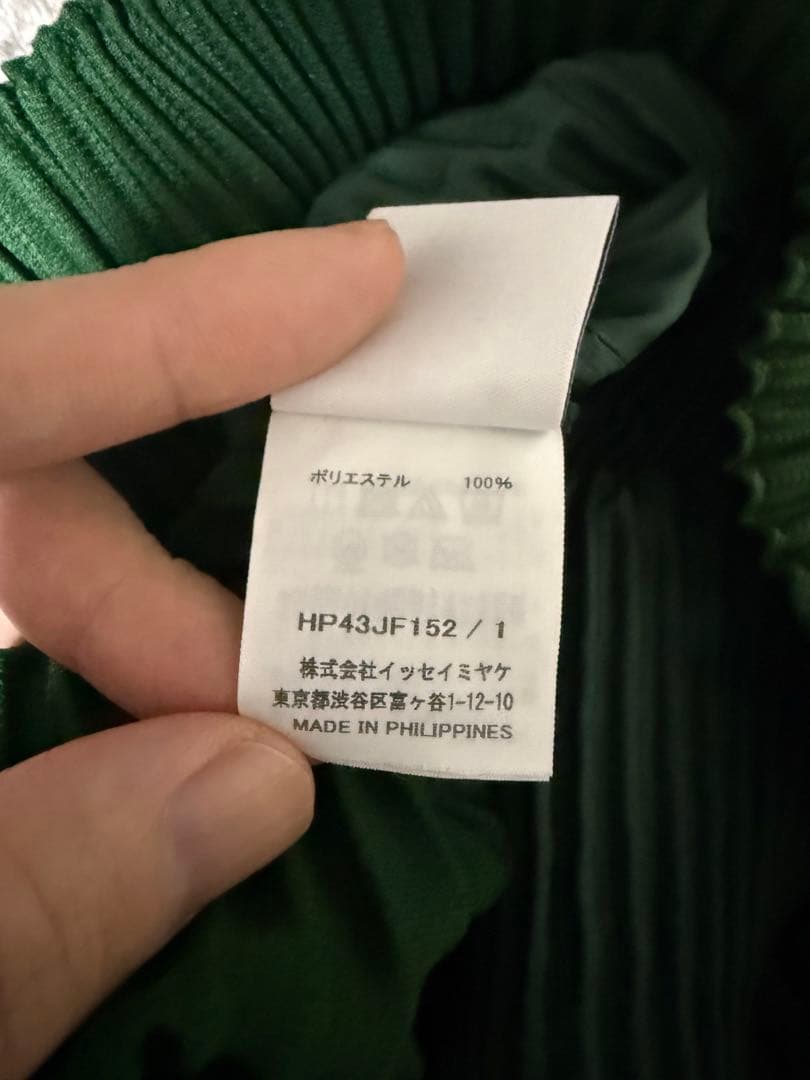 ポリエステル 100%
HP43JF152 / 1
株式会社イッセイミヤケ
東京都渋谷区富ヶ谷1-12-10
MADE IN PHILIPPINES